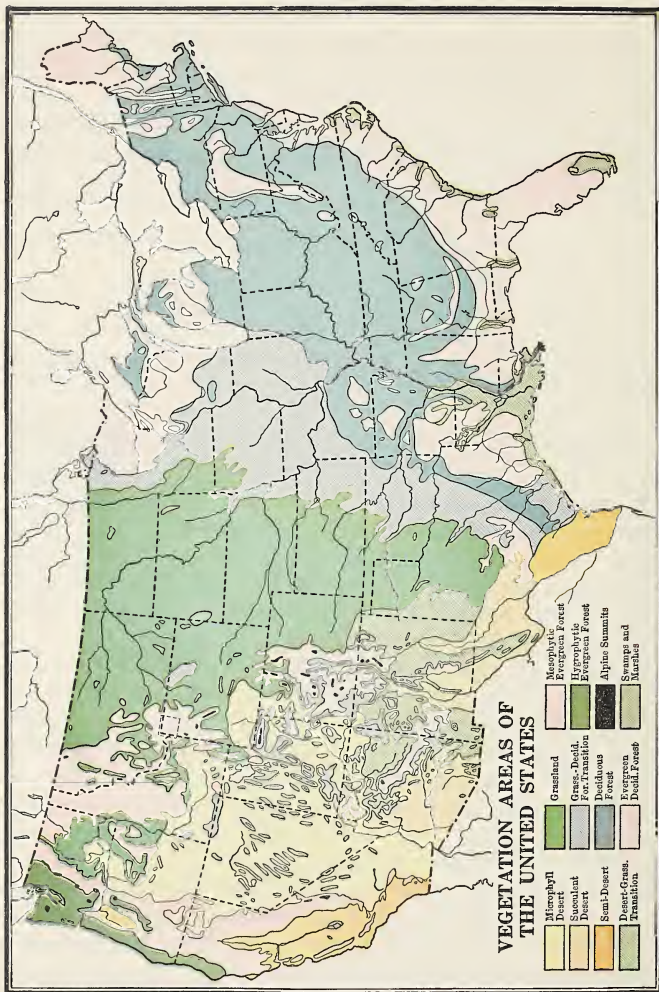 VEGETATION AREAS OF
THE UNITED STATES
Microphyll
Desert
Succulent
Desert
Semi-Desert
Desert-Grass.
Transition
Grassland
Grass.-Decid.
For. Transition
Deciduous
Forest
Evergreen
Decid. Forest
Mesophytic
Evergreen Forest
Hygrophytic
Evergreen Forest
Alpine Summits
Swamps and
Marshes